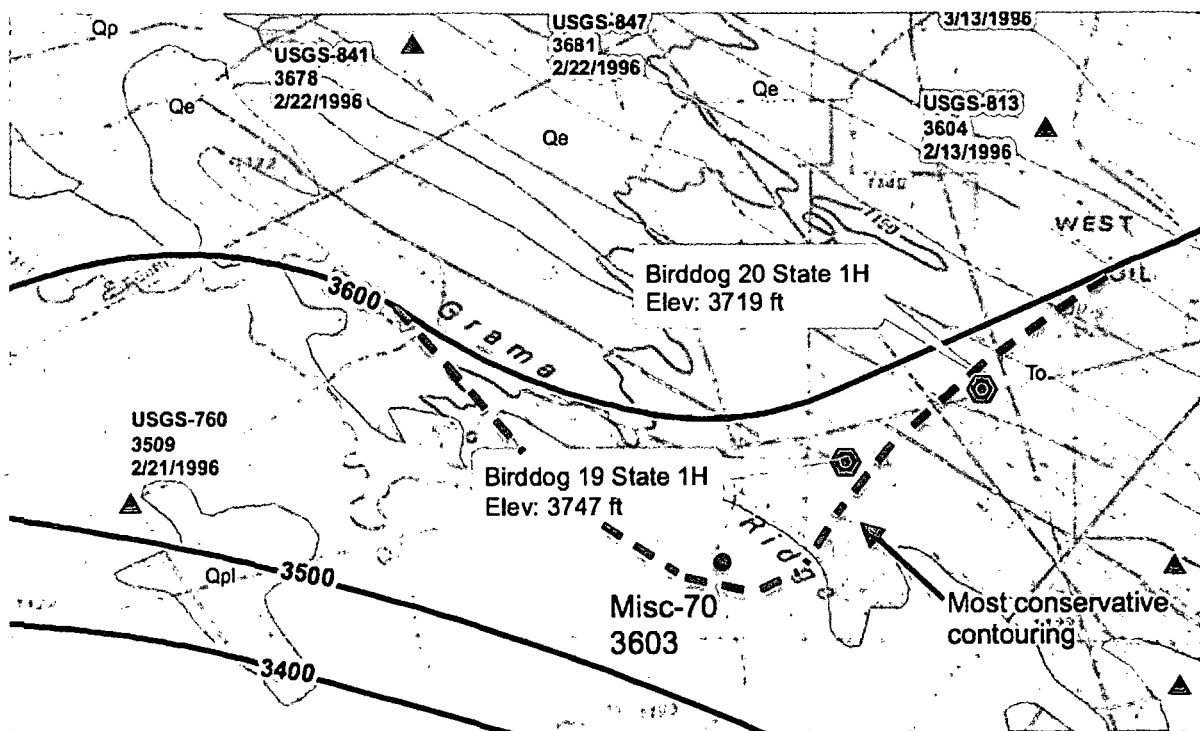 Qp
USGS-841
3678
2/22/1996
USGS-847
3681
2/22/1996
3/13/1996
Qe
Qe
Qe
USGS-813
3604
2/13/1996
1150
WEST
Birddog 20 State 1H
Elev: 3719 ft
3600
Grama
To
USGS-760
3509
2/21/1996
Birddog 19 State 1H
Elev: 3747 ft
Ridge
3500
Qpl
Misc-70
3603
Most conservative
contouring
3400
1193